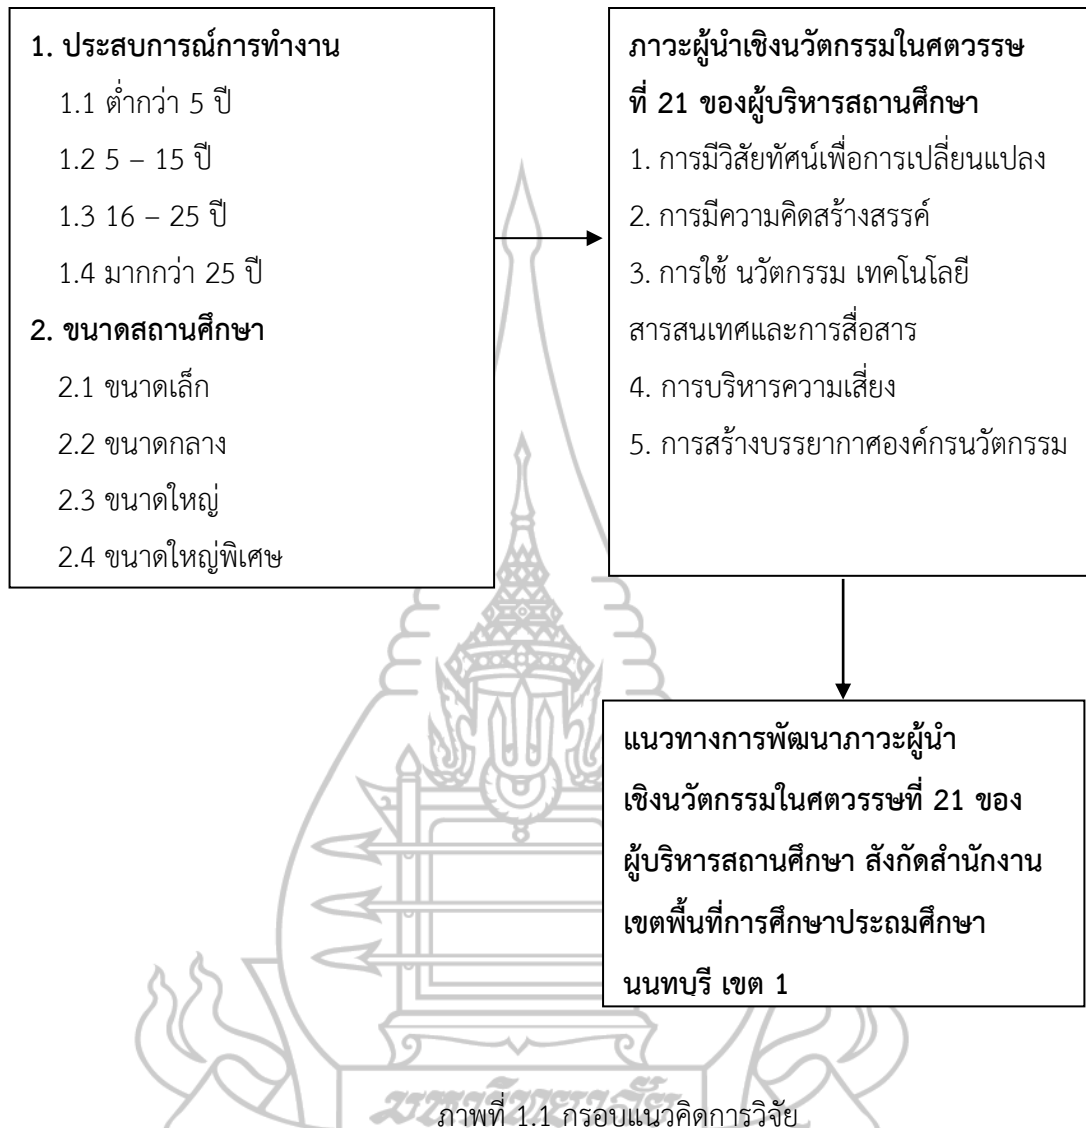 1. ประสบการณ์การทำงาน
1.1 ต่ำกว่า 5 ปี
1.2 5 – 15 ปี
1.3 16 – 25 ปี
1.4 มากกว่า 25 ปี
2. ขนาดสถานศึกษา
2.1 ขนาดเล็ก
2.2 ขนาดกลาง
2.3 ขนาดใหญ่
2.4 ขนาดใหญ่พิเศษ
ภาวะผู้นำเชิงนวัตกรรมในศตวรรษ
ที่ 21 ของผู้บริหารสถานศึกษา
1. การมีวิสัยทัศน์เพื่อการเปลี่ยนแปลง
2. การมีความคิดสร้างสรรค์
3. การใช้ นวัตกรรม เทคโนโลยี
สารสนเทศและการสื่อสาร
4. การบริหารความเสี่ยง
5. การสร้างบรรยากาศองค์กรนวัตกรรม
แนวทางการพัฒนาภาวะผู้นำ
เชิงนวัตกรรมในศตวรรษที่ 21 ของ
ผู้บริหารสถานศึกษา สังกัดสำนักงาน
เขตพื้นที่การศึกษาประถมศึกษา
นนทบุรี เขต 1
ภาพที่ 1.1 กรอบแนวคิดการวิจัย